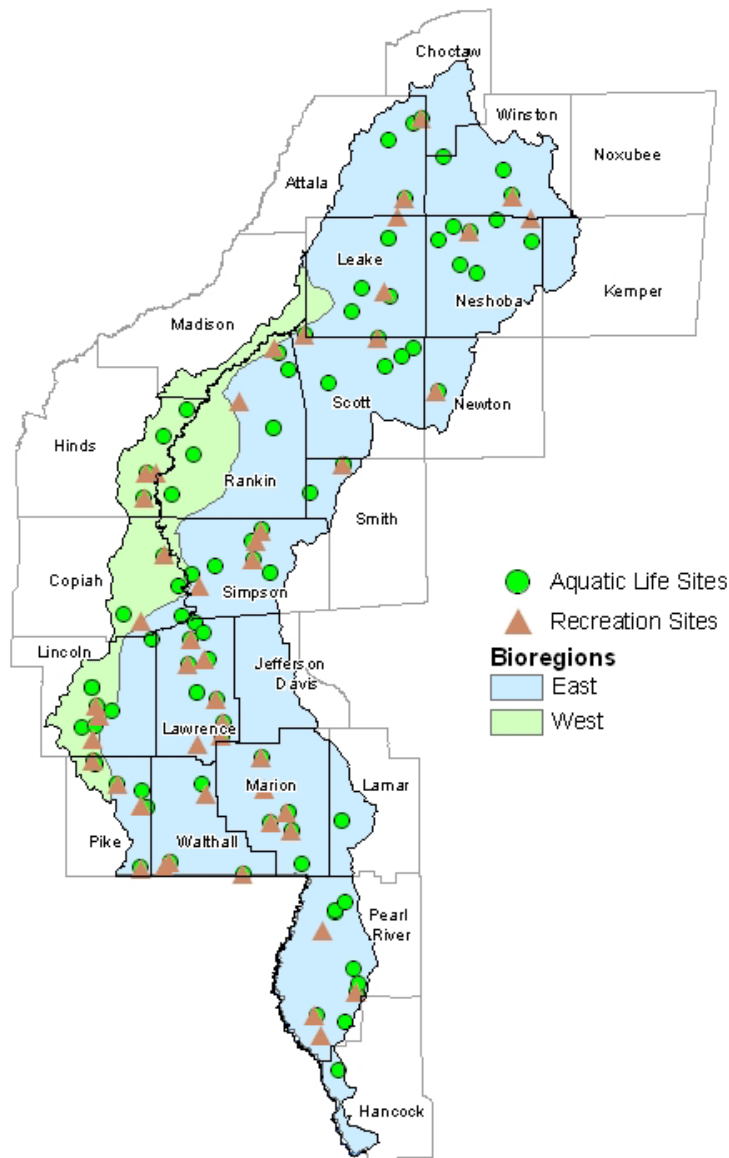 Choctaw
Winston
Noxubee
Attala
Leake
Neshoba
Kemper
Madison
Scott
Newton
Hinds
Rankin
Smith
Copiah
Simpson
Aquatic Life Sites
Recreation Sites
Bioregions
East
West
Lincoln
Jefferson
Davis
Lawrence
Marion
Lamar
Pike
Walthall
Pearl
River
Hancock